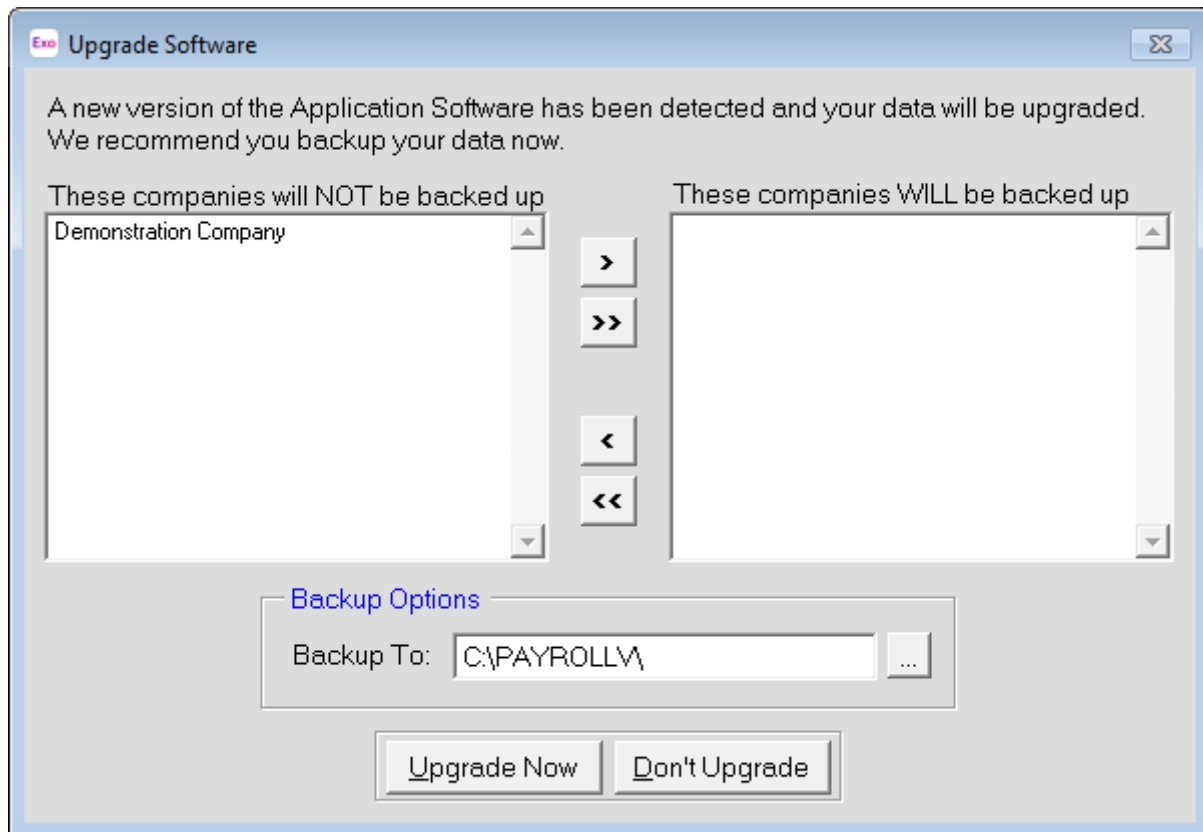 Exo Upgrade Software
A new version of the Application Software has been detected and your data will be upgraded.
We recommend you backup your data now.
These companies will NOT be backed up
These companies WILL be backed up
Demonstration Company
>
>>
<
<<
Backup Options
Backup To: C:\PAYROLLV\ ...
Upgrade Now Don't Upgrade